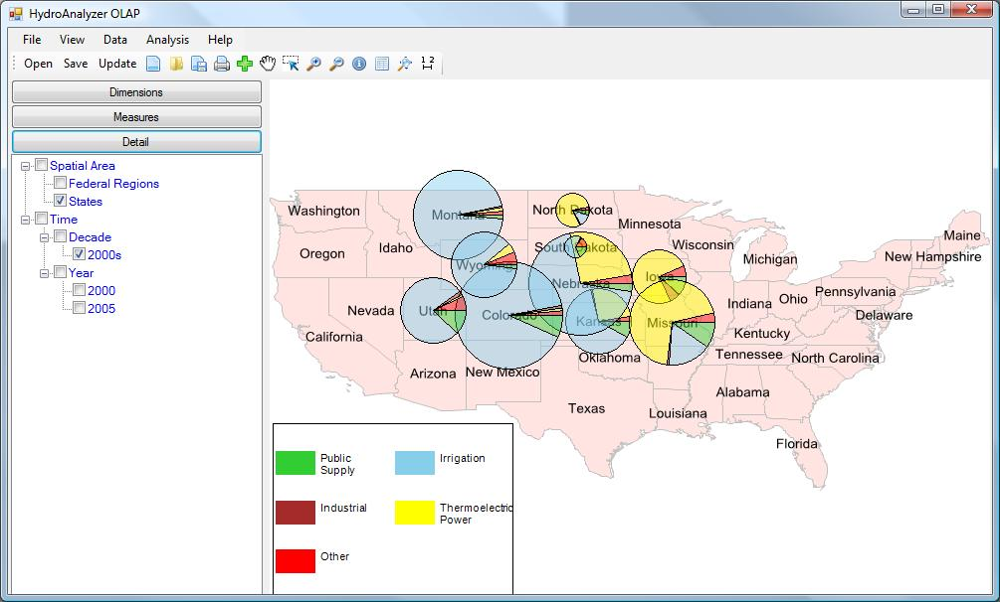 HydroAnalyzer OLAP
File View Data Analysis Help
Open Save Update 1 2
Dimensions
Measures
Detail
Spatial Area
Federal Regions
States
Time
Decade
2000s
Year
2000
2005
Washington
Montana
North Dakota
Minnesota
Maine
Oregon
Idaho
South Dakota
Wisconsin
Michigan
New Hampshire
Wyoming
Iowa
Nebraska
Pennsylvania
Nevada
Utah
Colorado
Kansas
Missouri
Indiana
Ohio
Delaware
California
Kentucky
Oklahoma
Tennessee
North Carolina
Arizona
New Mexico
Alabama
Texas
Louisiana
Florida
Public
Supply
Irrigation
Industrial
Thermoelectric
Power
Other